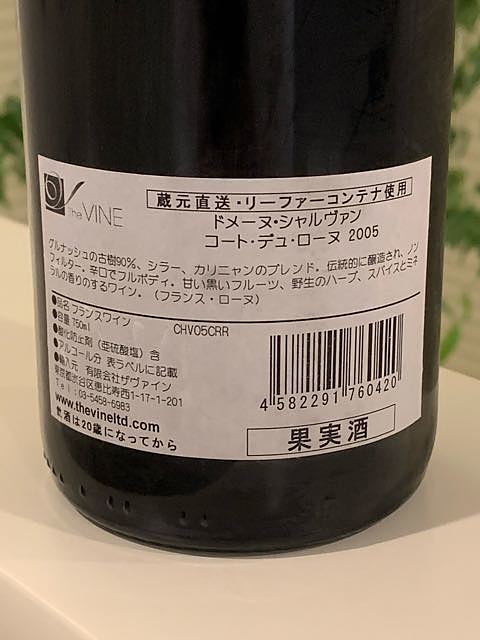 The VINE
蔵元直送・リーファーコンテナ使用
ドメーヌ・シャルヴァン
コート・デュ・ローヌ 2005
グルナッシュの古樹90%、シラー、カリニャンのブレンド。伝統的に醸造され、ノン
フィルター。辛口でフルボディ。甘い黒いフルーツ、野生のハーブ、スパイスとミネ
ラルの香りのするワイン。（フランス・ローヌ）
●品名 フランスワイン
●容量 750ml
CHV05CRR
●酸化防止剤（亜硫酸塩）含
●アルコール分 表ラベルに記載
●輸入元 有限会社ザヴァイン
東京都渋谷区恵比寿西1-17-1-201
Tel：03-5458-6983
www.thevineltd.com
飲酒は20歳になってから
4 582291 760420
果実酒